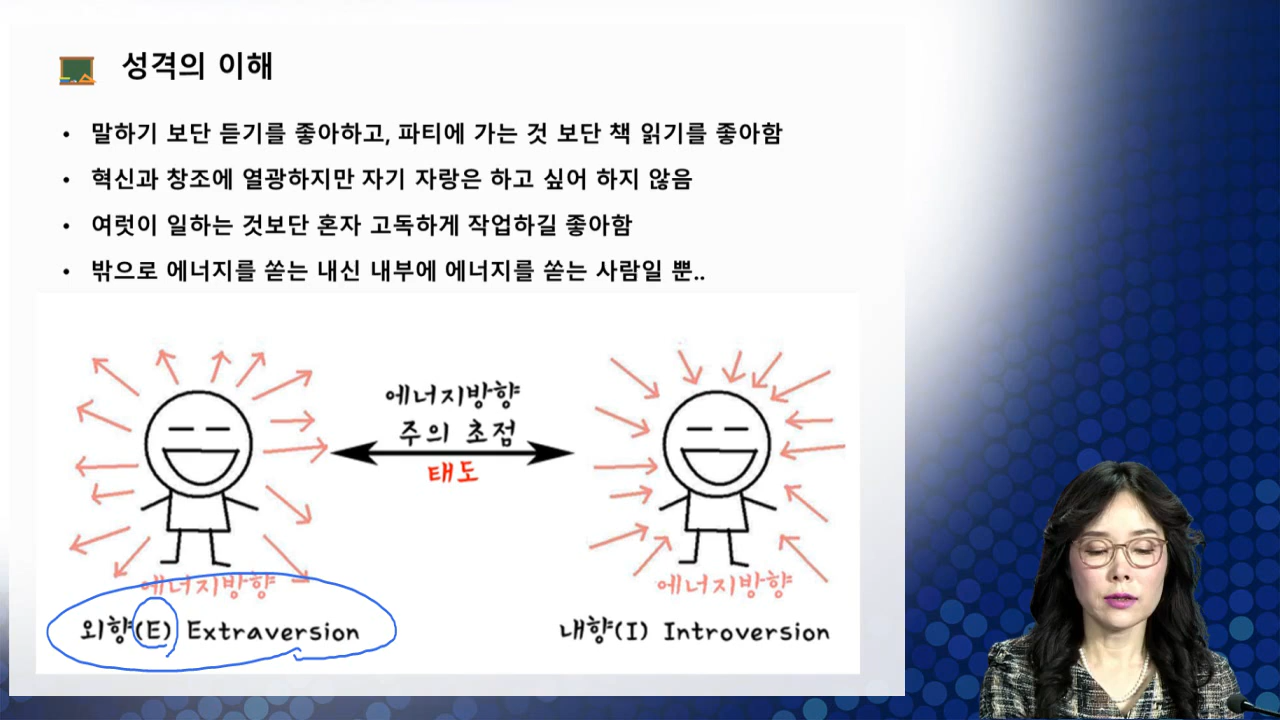 성격의 이해
• 말하기 보단 듣기를 좋아하고, 파티에 가는 것 보단 책 읽기를 좋아함
• 혁신과 창조에 열광하지만 자기 자랑은 하고 싶어 하지 않음
• 여럿이 일하는 것보단 혼자 고독하게 작업하길 좋아함
• 밖으로 에너지를 쏟는 내신 내부에 에너지를 쏟는 사람일 뿐..
에너지방향
주의 초점
태도
에너지방향
에너지방향
외향(E) Extraversion
내향(I) Introversion